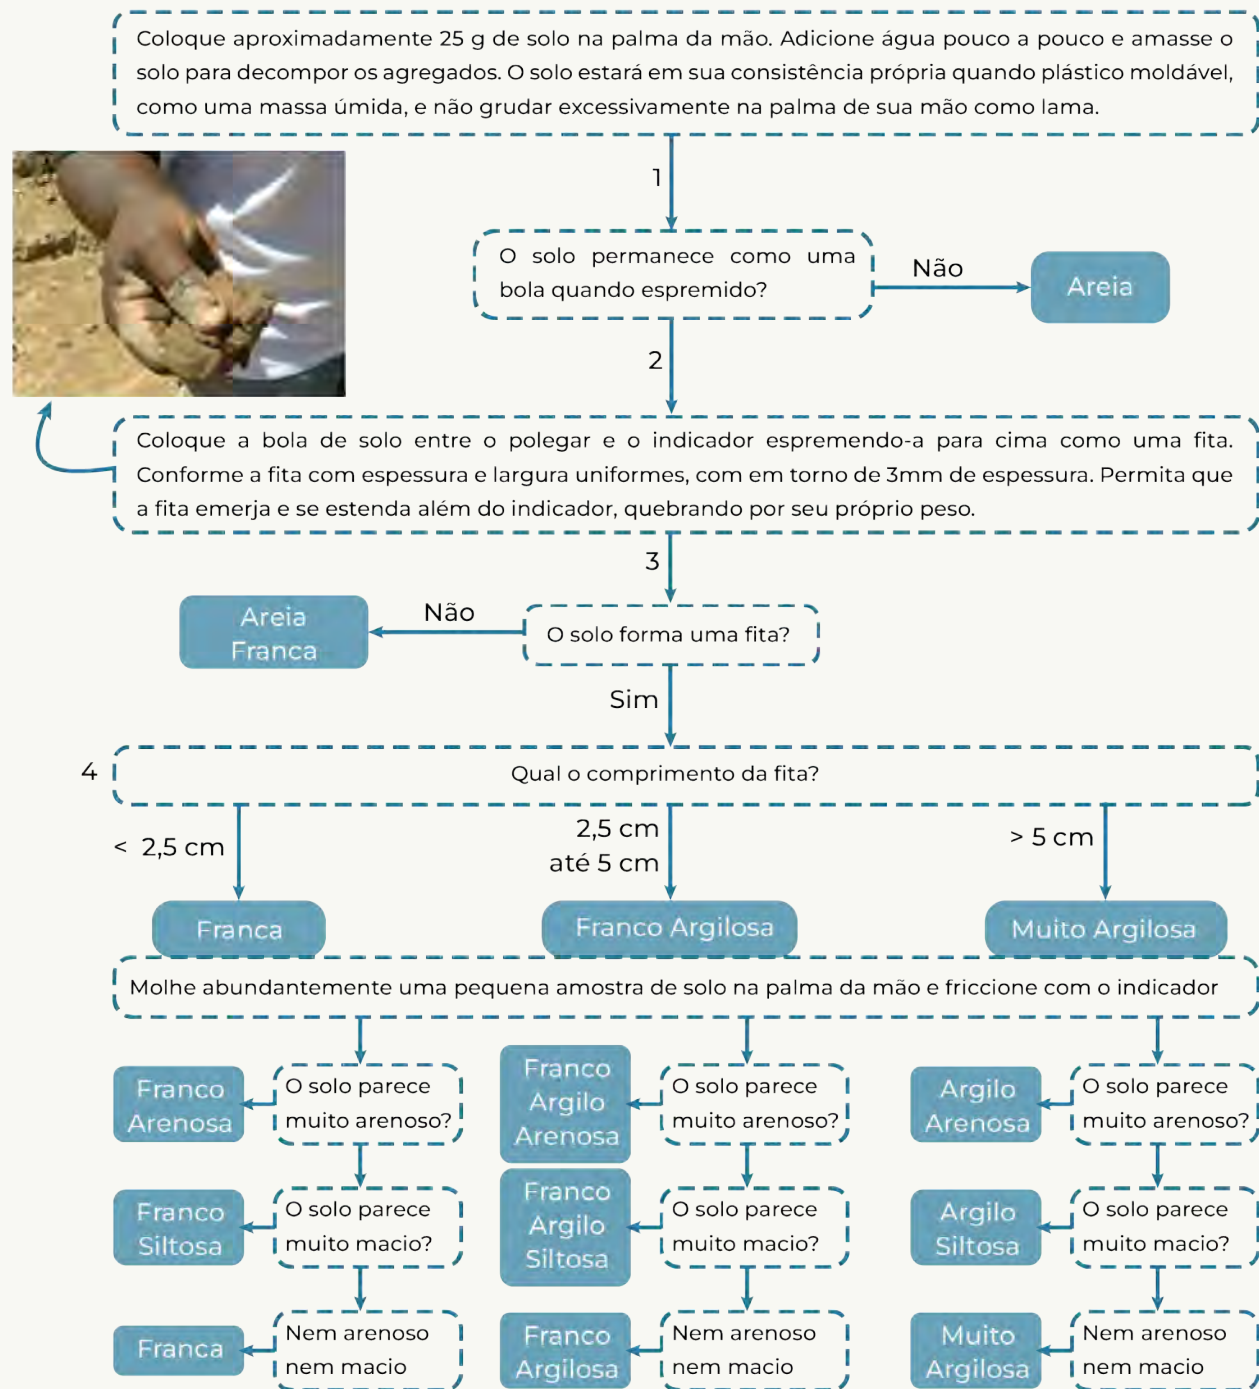 Coloque aproximadamente 25 g de solo na palma da mão. Adicione água pouco a pouco e amasse o
solo para decompor os agregados. O solo estará em sua consistência própria quando plástico moldável,
como uma massa úmida, e não grudar excessivamente na palma de sua mão como lama.
1
O solo permanece como uma
bola quando espremido?
Não
Areia
2
Coloque a bola de solo entre o polegar e o indicador espremendo-a para cima como uma fita.
Conforme a fita com espessura e largura uniformes, com em torno de 3mm de espessura. Permita que
a fita emerja e se estenda além do indicador, quebrando por seu próprio peso.
3
Areia
Franca
Não
O solo forma uma fita?
Sim
4
Qual o comprimento da fita?
< 2,5 cm
2,5 cm
até 5 cm
> 5 cm
Franca
Franco Argilosa
Muito Argilosa
Molhe abundantemente uma pequena amostra de solo na palma da mão e friccione com o indicador
Franco
Arenosa
O solo parece
muito arenoso?
Franco
Argilo
Arenosa
O solo parece
muito arenoso?
Argilo
Arenosa
O solo parece
muito arenoso?
Franco
Siltosa
O solo parece
muito macio?
Franco
Argilo
Siltosa
O solo parece
muito macio?
Argilo
Siltosa
O solo parece
muito macio?
Franca
Nem arenoso
nem macio
Franco
Argilosa
Nem arenoso
nem macio
Muito
Argilosa
Nem arenoso
nem macio